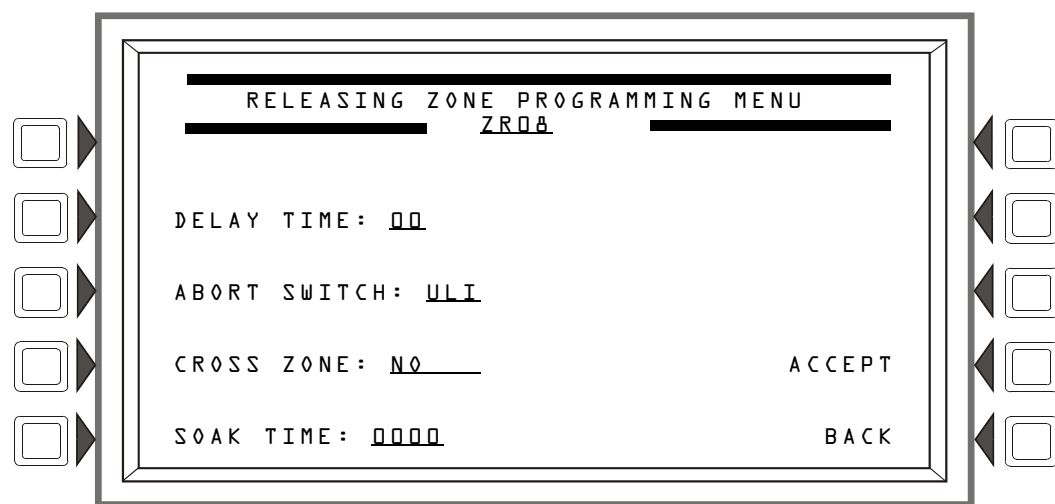 RELEASING ZONE PROGRAMMING MENU
ZR08
DELAY TIME: 00
ABORT SWITCH: ULI
CROSS ZONE: NO
ACCEPT
SOAK TIME: 0000
BACK